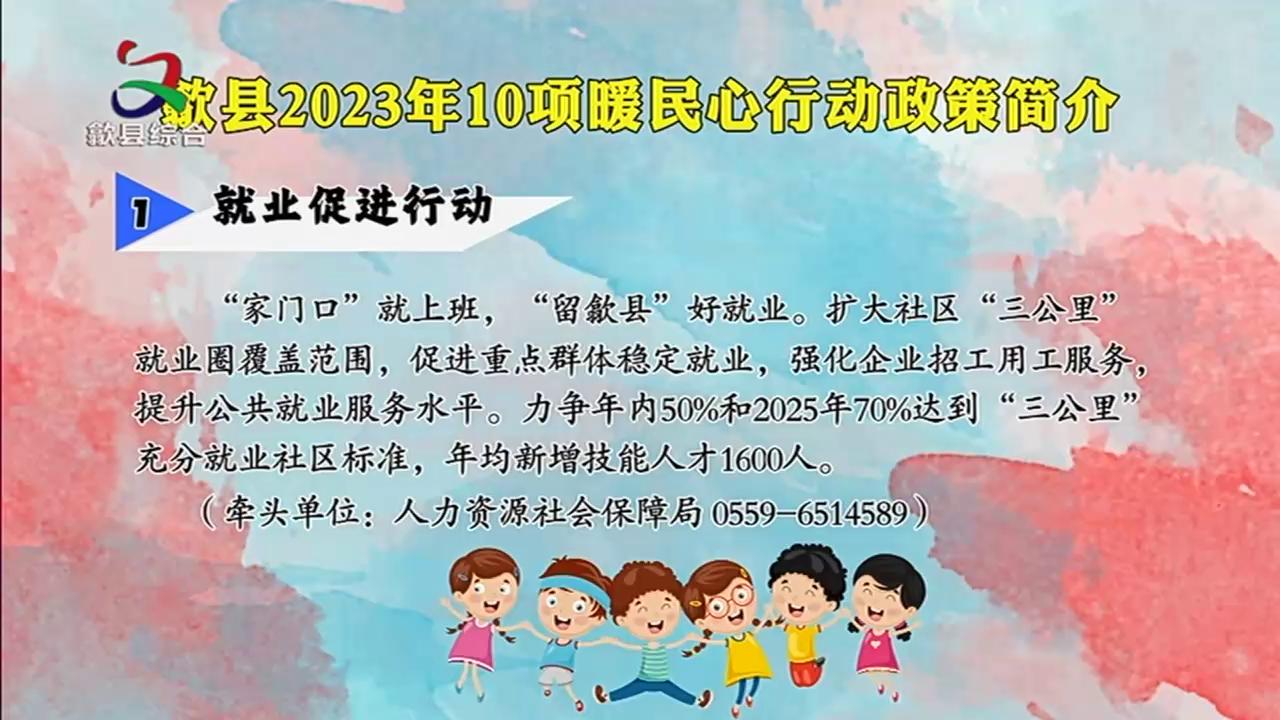 歙县2023年10项暖民心行动政策简介
歙县综合
1 就业促进行动
“家门口”就上班，“留歙县”好就业。扩大社区“三公里”
就业圈覆盖范围，促进重点群体稳定就业，强化企业招工用工服务，
提升公共就业服务水平。力争年内50%和2025年70%达到“三公里”
充分就业社区标准，年均新增技能人才1600人。
（牵头单位：人力资源社会保障局 0559-6514589）